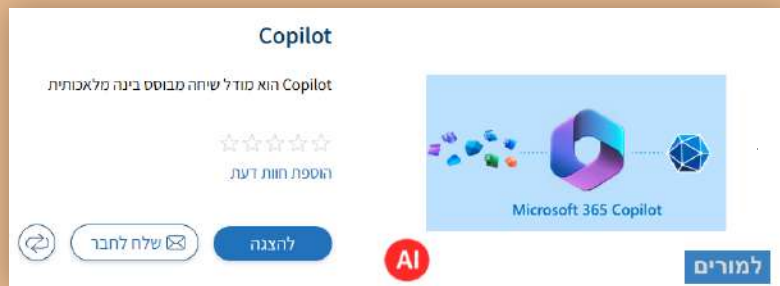 Copilot
Copilot הוא מודל שיחה מבוסס בינה מלאכותית
הוספת חוות דעת
להצגה
שלח לחבר
Microsoft 365 Copilot
AI
למורים